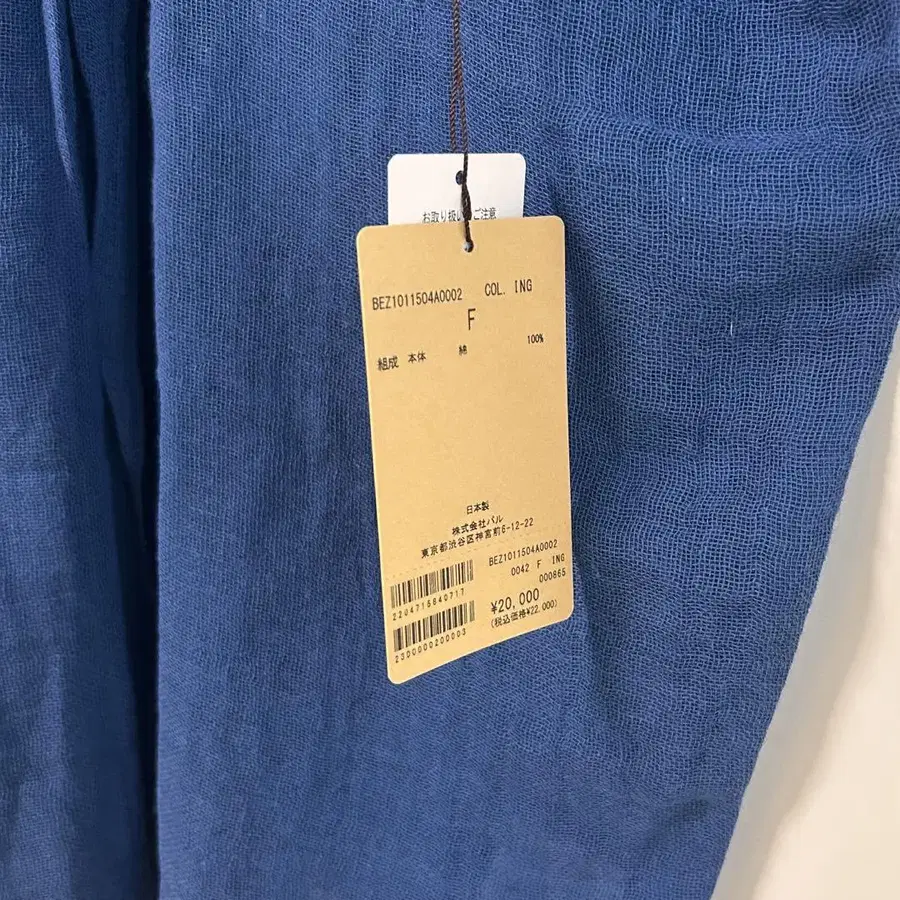 お取り扱いご注意
BEZ1011504A0002 COL. ING
F
組成 本体 綿 100%
日本製
株式会社パル
東京都渋谷区神宮前6-12-22
BEZ1011504A0002
0042 F ING
000865
2204715840717
¥20,000
(税込価格¥22,000)
2300000200003